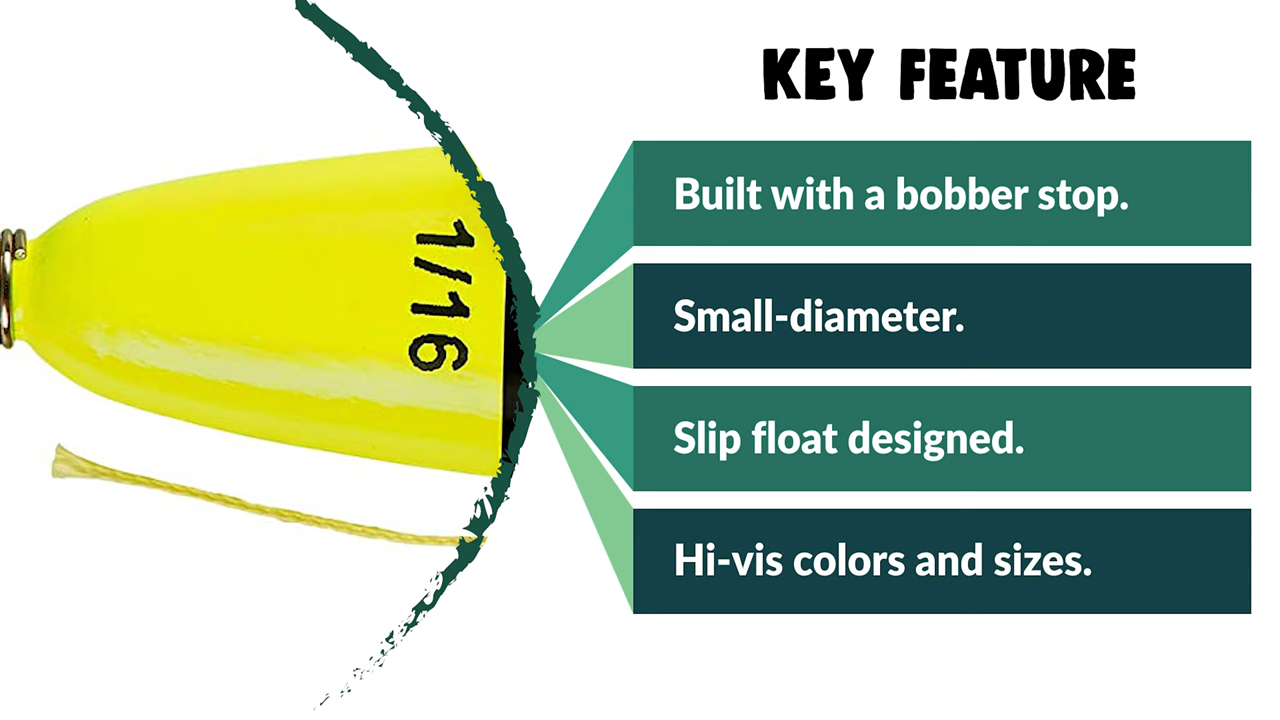 KEY FEATURE
1/16
Built with a bobber stop.
Small-diameter.
Slip float designed.
Hi-vis colors and sizes.